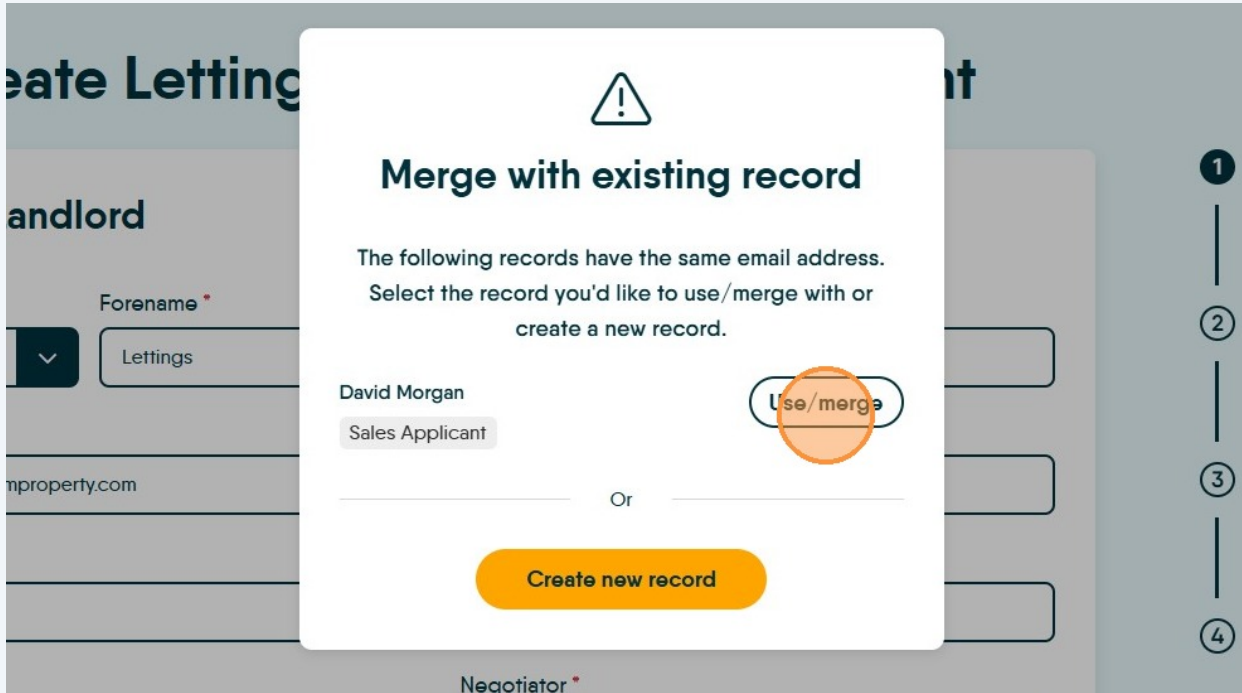 eate Letting
nt
Merge with existing record
andlord
The following records have the same email address.
Select the record you'd like to use/merge with or
create a new record.
Forename *
Lettings
David Morgan
Use/merge
Sales Applicant
mproperty.com
Or
Create new record
Negotiator *
1
2
3
4